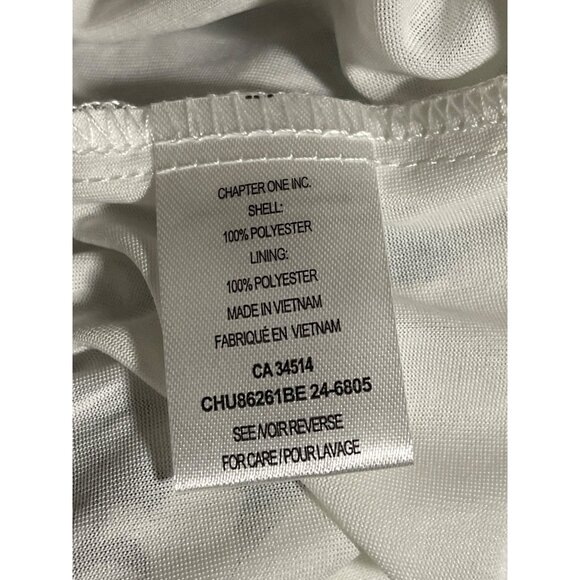 CHAPTER ONE INC.
SHELL:
100% POLYESTER
LINING:
100% POLYESTER
MADE IN VIETNAM
FABRIQUÉ EN VIETNAM
CA 34514
CHU86261BE 24-6805
SEE/VOIR REVERSE
FOR CARE/POUR LAVAGE